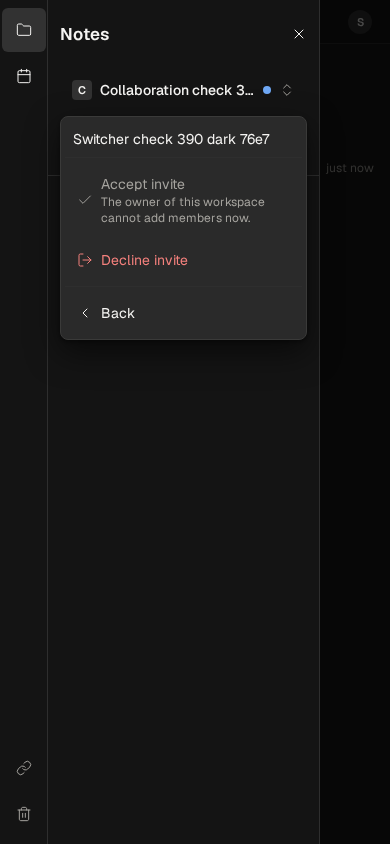 Notes
S
C Collaboration check 3...
just now
Switcher check 390 dark 76e7
Accept invite
The owner of this workspace
cannot add members now.
Decline invite
Back